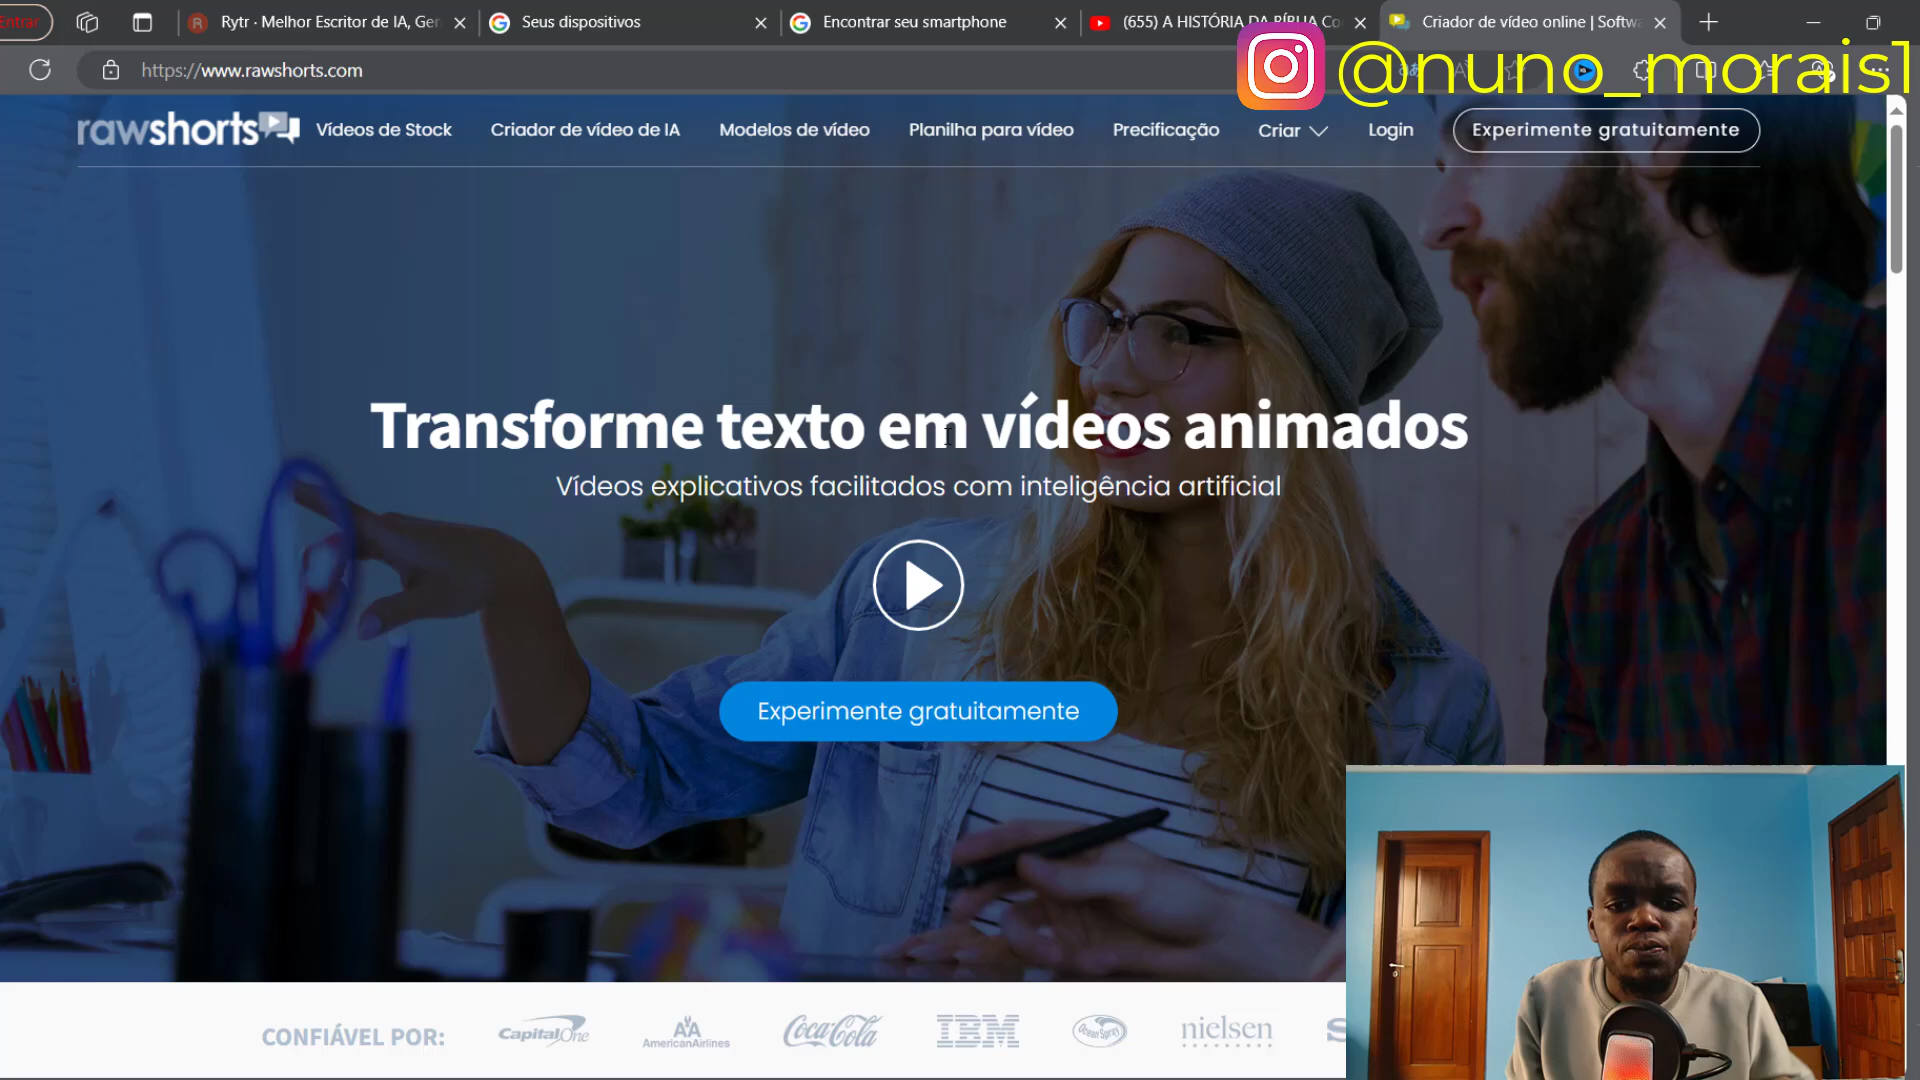 Entrar
Rytr · Melhor Escritor de IA, Ger
Seus dispositivos
Encontrar seu smartphone
(655) A HISTÓRIA DA BÍBLIA Co
Criador de vídeo online | Softw
https://www.rawshorts.com
@nuno_morais1
rawshorts
Vídeos de Stock
Criador de vídeo de IA
Modelos de vídeo
Planilha para vídeo
Precificação
Criar
Login
Experimente gratuitamente
Transforme texto em vídeos animados
Vídeos explicativos facilitados com inteligência artificial
Experimente gratuitamente
CONFIÁVEL POR:
CapitalOne
AmericanAirlines
Coca-Cola
IBM
Ocean Spray
nielsen
S